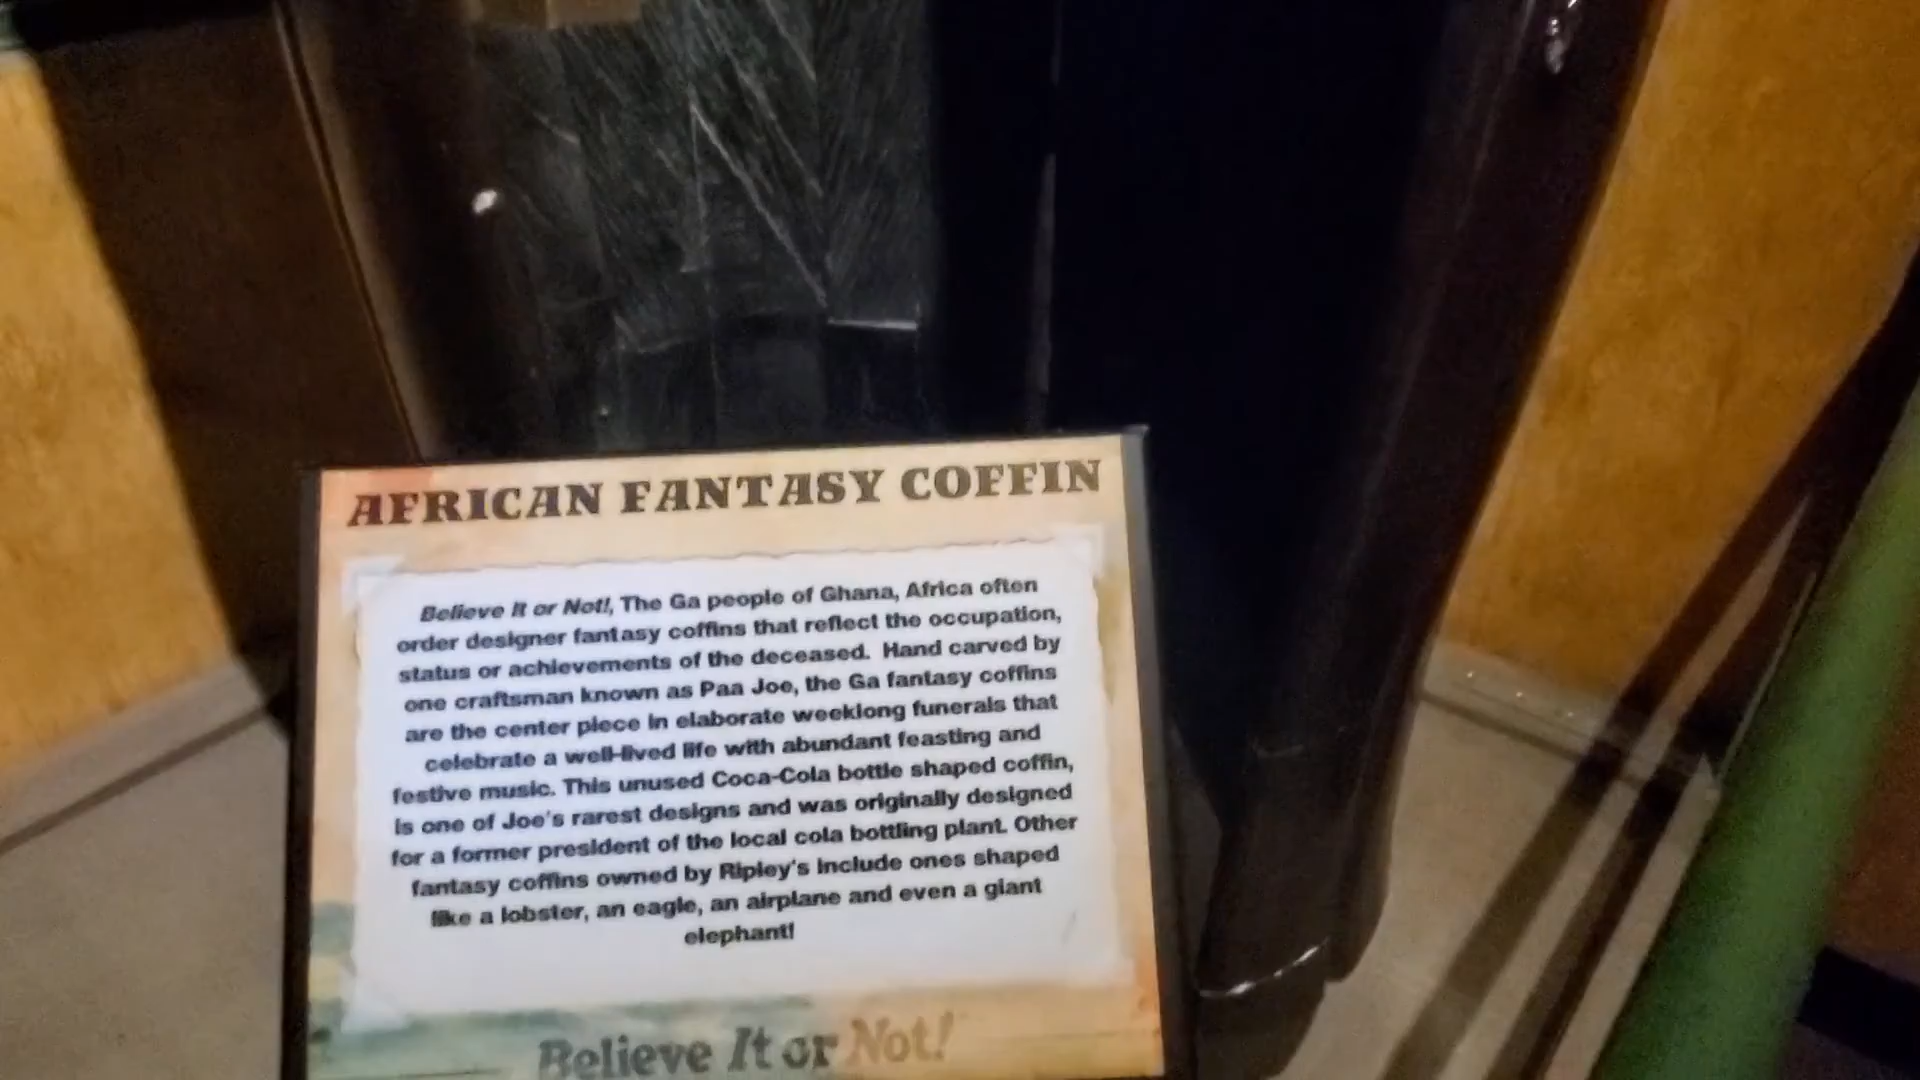 AFRICAN FANTASY COFFIN
Believe It or Not!, The Ga people of Ghana, Africa often
order designer fantasy coffins that reflect the occupation,
status or achievements of the deceased. Hand carved by
one craftsman known as Paa Joe, the Ga fantasy coffins
are the center piece in elaborate weeklong funerals that
celebrate a well-lived life with abundant feasting and
festive music. This unused Coca-Cola bottle shaped coffin,
is one of Joe's rarest designs and was originally designed
for a former president of the local cola bottling plant. Other
fantasy coffins owned by Ripley's include ones shaped
like a lobster, an eagle, an airplane and even a giant
elephant!
Believe It or Not!